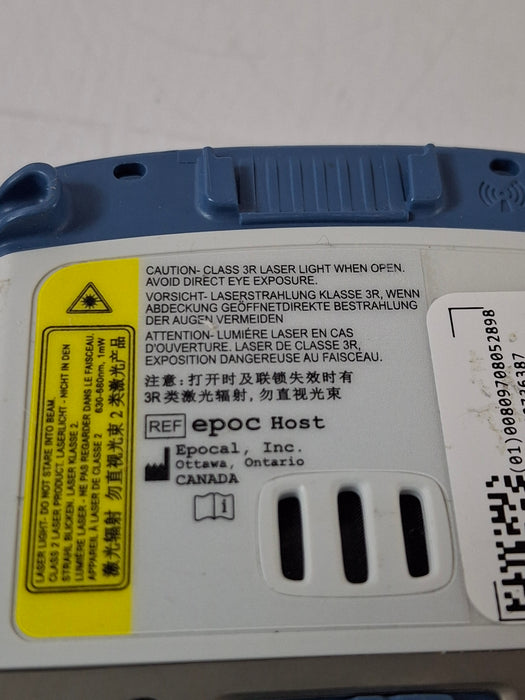 CAUTION- CLASS 3R LASER LIGHT WHEN OPEN.
AVOID DIRECT EYE EXPOSURE.
VORSICHT- LASERSTRAHLUNG KLASSE 3R, WENN
ABDECKUNG GEÖFFNETDIREKTE BESTRAHLUNG
DER AUGEN VERMEIDEN
ATTENTION- LUMIÈRE LASER EN CAS
D'OUVERTURE. LASER DE CLASSE 3R,
EXPOSITION DANGEREUSE AU FAISCEAU.
注意: 打开时及联锁失效时有
3R类激光辐射, 勿直视光束
REF epoc Host
Epocal, Inc.
Ottawa, Ontario
CANADA
i
LASER LIGHT- DO NOT STARE INTO BEAM.
CLASS 2 LASER PRODUCT. LASERLICHT - NICHT IN DEN
STRAHL BLICKEN. LASER KLASSE 2.
LUMIÈRE LASER. - NE PAS REGARDER DANS LE FAISCEAU.
APPAREIL À LASER DE CLASSE 2 630-680nm, 1mW
激光辐射 勿直视光束 2类激光产品
(01)00809708052898